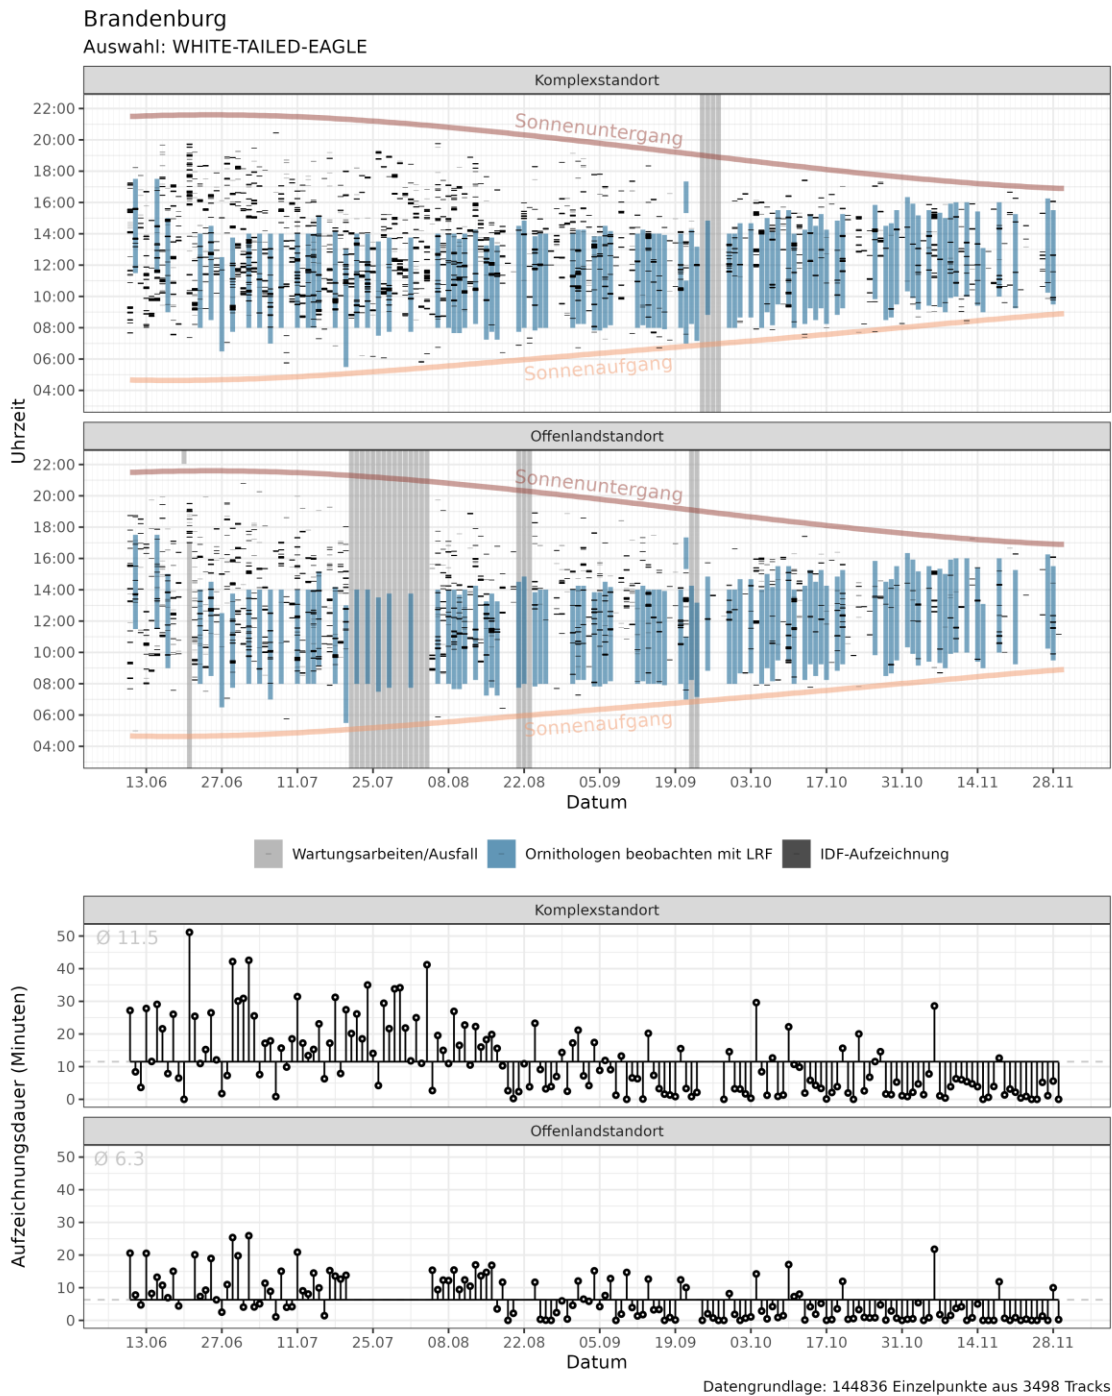 Brandenburg
Auswahl: WHITE-TAILED-EAGLE
Komplexstandort
22:00
20:00
18:00
16:00
14:00
12:00
10:00
08:00
06:00
04:00
Sonnenuntergang
Sonnenaufgang
Uhrzeit
Offenlandstandort
22:00
20:00
18:00
16:00
14:00
12:00
10:00
08:00
06:00
04:00
Sonnenuntergang
Sonnenaufgang
13.06 27.06 11.07 25.07 08.08 22.08 05.09 19.09 03.10 17.10 31.10 14.11 28.11
Datum
Wartungsarbeiten/Ausfall Ornithologen beobachten mit LRF IDF-Aufzeichnung
Komplexstandort
Ø 11.5
50
40
30
20
10
0
Aufzeichnungsdauer (Minuten)
Offenlandstandort
Ø 6.3
50
40
30
20
10
0
13.06 27.06 11.07 25.07 08.08 22.08 05.09 19.09 03.10 17.10 31.10 14.11 28.11
Datum
Datengrundlage: 144836 Einzelpunkte aus 3498 Tracks